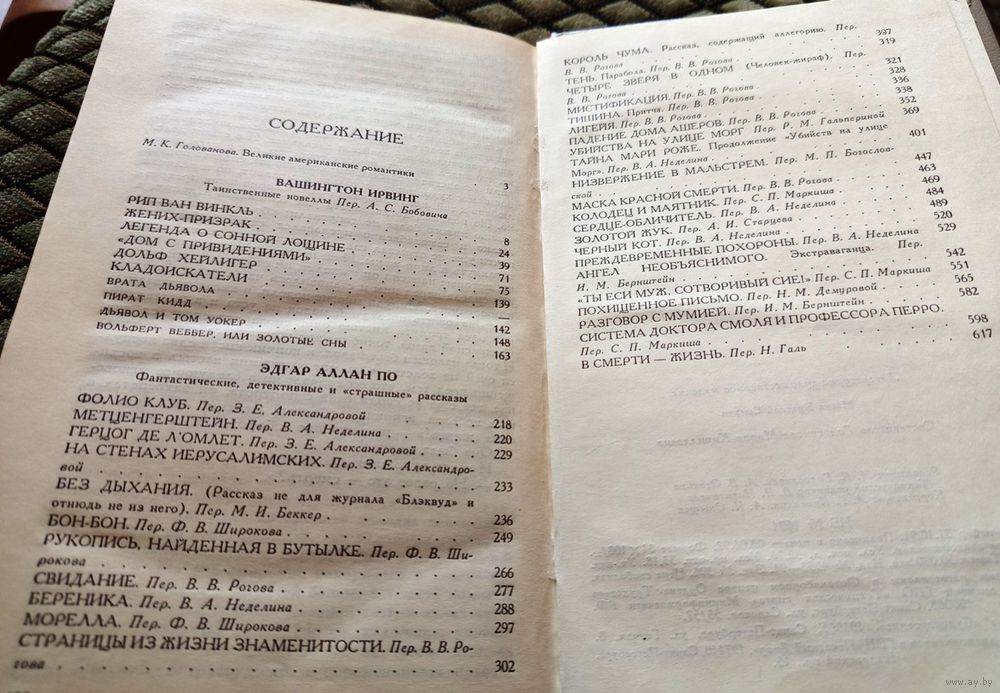 СОДЕРЖАНИЕ
М. К. Голованова. Великие американские романтики . . . 3
ВАШИНГТОН ИРВИНГ
Таинственные новеллы Пер. А. С. Бобовича
РИП ВАН ВИНКЛЬ . . . 8
ЖЕНИХ-ПРИЗРАК . . . 24
ЛЕГЕНДА О СОННОЙ ЛОЩИНЕ . . . 39
«ДОМ С ПРИВИДЕНИЯМИ» . . . 71
ДОЛЬФ ХЕЙЛИГЕР . . . 75
КЛАДОИСКАТЕЛИ . . . 139
ВРАТА ДЬЯВОЛА . . . —
ПИРАТ КИДД . . . 142
ДЬЯВОЛ И ТОМ УОКЕР . . . 148
ВОЛЬФЕРТ ВЕББЕР, ИЛИ ЗОЛОТЫЕ СНЫ . . . 163
ЭДГАР АЛЛАН ПО
Фантастические, детективные и «страшные» рассказы
ФОЛИО КЛУБ. Пер. З. Е. Александровой . . . 218
МЕТЦЕНГЕРШТЕЙН. Пер. В. А. Неделина . . . 220
ГЕРЦОГ ДЕ Л'ОМЛЕТ. Пер. З. Е. Александровой . . . 229
НА СТЕНАХ ИЕРУСАЛИМСКИХ. Пер. З. Е. Александро-
вой . . . 233
БЕЗ ДЫХАНИЯ. (Рассказ не для журнала «Блэквуд» и
отнюдь не из него). Пер. М. И. Беккер . . . 236
БОН-БОН. Пер. Ф. В. Широкова . . . 249
РУКОПИСЬ, НАЙДЕННАЯ В БУТЫЛКЕ. Пер. Ф. В. Ши-
рокова . . . 266
СВИДАНИЕ. Пер. В. В. Рогова . . . 277
БЕРЕНИКА. Пер. В. А. Неделина . . . 288
МОРЕЛЛА. Пер. Ф. В. Широкова . . . 297
СТРАНИЦЫ ИЗ ЖИЗНИ ЗНАМЕНИТОСТИ. Пер. В. В. Ро-
гова . . . 302
КОРОЛЬ ЧУМА. Рассказ, содержащий аллегорию. Пер.
В. В. Рогова . . . 307
ТЕНЬ. Парабола. Пер. В. В. Рогова . . . 319
ЧЕТЫРЕ ЗВЕРЯ В ОДНОМ (Человек-жираф). Пер.
В. В. Рогова . . . 321
МИСТИФИКАЦИЯ. Пер. В. В. Рогова . . . 328
ТИШИНА. Притча. Пер. В. В. Рогова . . . 336
ЛИГЕЙЯ. Пер. В. В. Рогова . . . 338
ПАДЕНИЕ ДОМА АШЕРОВ. Пер. В. В. Рогова . . . 352
УБИЙСТВА НА УЛИЦЕ МОРГ Пер. Р. М. Гальпериной . . . 369
ТАЙНА МАРИ РОЖЕ. Продолжение «Убийств на улице
Морг». Пер. В. А. Неделина . . . 401
НИЗВЕРЖЕНИЕ В МАЛЬСТРЕМ. Пер. М. П. Богослов-
ской . . . 447
МАСКА КРАСНОЙ СМЕРТИ. Пер. В. В. Рогова . . . 463
КОЛОДЕЦ И МАЯТНИК. Пер. С. П. Маркиша . . . 469
СЕРДЦЕ-ОБЛИЧИТЕЛЬ. Пер. В. А. Неделина . . . 484
ЗОЛОТОЙ ЖУК. Пер. А. И. Старцева . . . 489
ЧЕРНЫЙ КОТ. Пер. В. А. Неделина . . . 520
ПРЕЖДЕВРЕМЕННЫЕ ПОХОРОНЫ. Пер. В. А. Неделина . . . 529
АНГЕЛ НЕОБЪЯСНИМОГО. Экстраваганца. Пер.
И. М. Бернштейн . . . 542
«ТЫ ЕСИ МУЖ, СОТВОРИВЫЙ СИЕ!» Пер. С. П. Маркиша . . . 551
ПОХИЩЕННОЕ ПИСЬМО. Пер. Н. М. Демуровой . . . 565
РАЗГОВОР С МУМИЕЙ. Пер. И. М. Бернштейн . . . 582
СИСТЕМА ДОКТОРА СМОЛЯ И ПРОФЕССОРА ПЕРРО.
Пер. С. П. Маркиша . . . 598
В СМЕРТИ — ЖИЗНЬ. Пер. Н. Галь . . . 617
www.ay.by